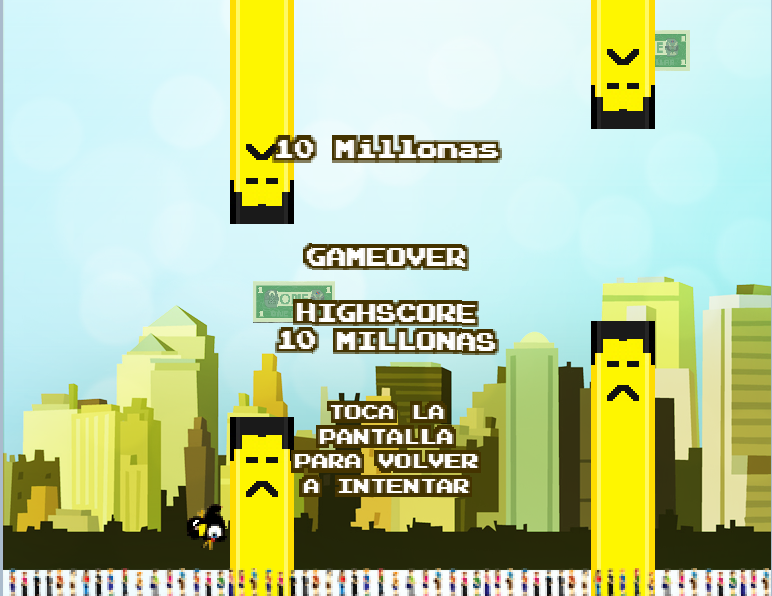 10 Millonas
GAMEOVER
HIGHSCORE
10 MILLONAS
TOCA LA
PANTALLA
PARA VOLVER
A INTENTAR